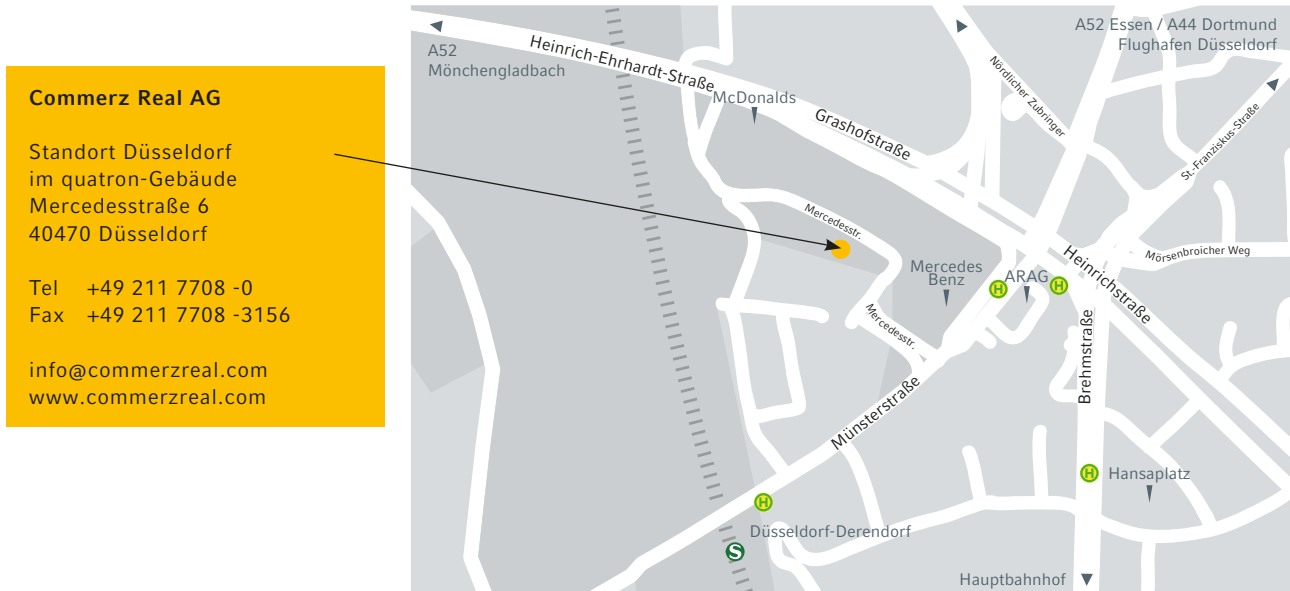 Commerz Real AG
Standort Düsseldorf
im quatron-Gebäude
Mercedesstraße 6
40470 Düsseldorf
Tel +49 211 7708 -0
Fax +49 211 7708 -3156
info@commerzreal.com
www.commerzreal.com
A52
Mönchengladbach
Heinrich-Ehrhardt-Straße
McDonalds
Grashofstraße
Nördlicher Zubringer
A52 Essen / A44 Dortmund
Flughafen Düsseldorf
St.-Franziskus-Straße
Mercedesstr.
Mercedes
Benz
ARAG
H
H
Heinrichstraße
Mörsenbroicher Weg
Mercedesstr.
Münsterstraße
Brehmstraße
H
Hansaplatz
H
Düsseldorf-Derendorf
S
Hauptbahnhof